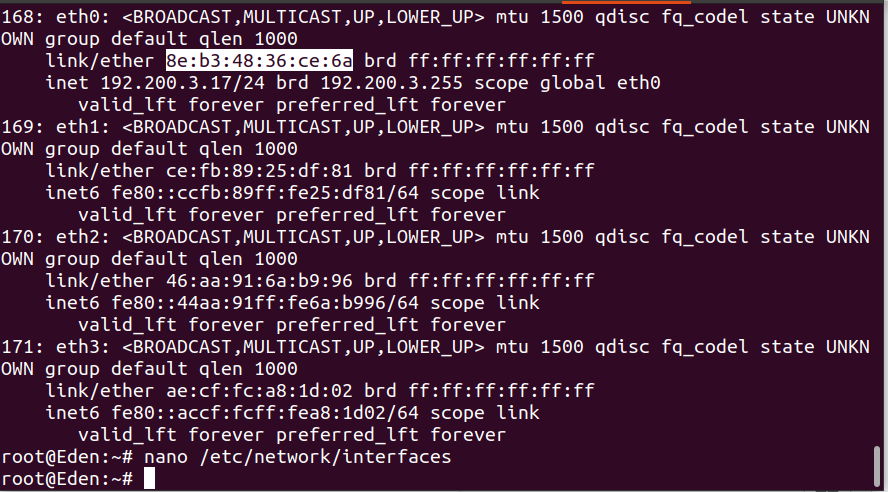 168: eth0: <BROADCAST,MULTICAST,UP,LOWER_UP> mtu 1500 qdisc fq_codel state UNKN
OWN group default qlen 1000
    link/ether 8e:b3:48:36:ce:6a brd ff:ff:ff:ff:ff:ff
    inet 192.200.3.17/24 brd 192.200.3.255 scope global eth0
       valid_lft forever preferred_lft forever
169: eth1: <BROADCAST,MULTICAST,UP,LOWER_UP> mtu 1500 qdisc fq_codel state UNKN
OWN group default qlen 1000
    link/ether ce:fb:89:25:df:81 brd ff:ff:ff:ff:ff:ff
    inet6 fe80::ccfb:89ff:fe25:df81/64 scope link
       valid_lft forever preferred_lft forever
170: eth2: <BROADCAST,MULTICAST,UP,LOWER_UP> mtu 1500 qdisc fq_codel state UNKN
OWN group default qlen 1000
    link/ether 46:aa:91:6a:b9:96 brd ff:ff:ff:ff:ff:ff
    inet6 fe80::44aa:91ff:fe6a:b996/64 scope link
       valid_lft forever preferred_lft forever
171: eth3: <BROADCAST,MULTICAST,UP,LOWER_UP> mtu 1500 qdisc fq_codel state UNKN
OWN group default qlen 1000
    link/ether ae:cf:fc:a8:1d:02 brd ff:ff:ff:ff:ff:ff
    inet6 fe80::accf:fcff:fea8:1d02/64 scope link
       valid_lft forever preferred_lft forever
root@Eden:~# nano /etc/network/interfaces
root@Eden:~#